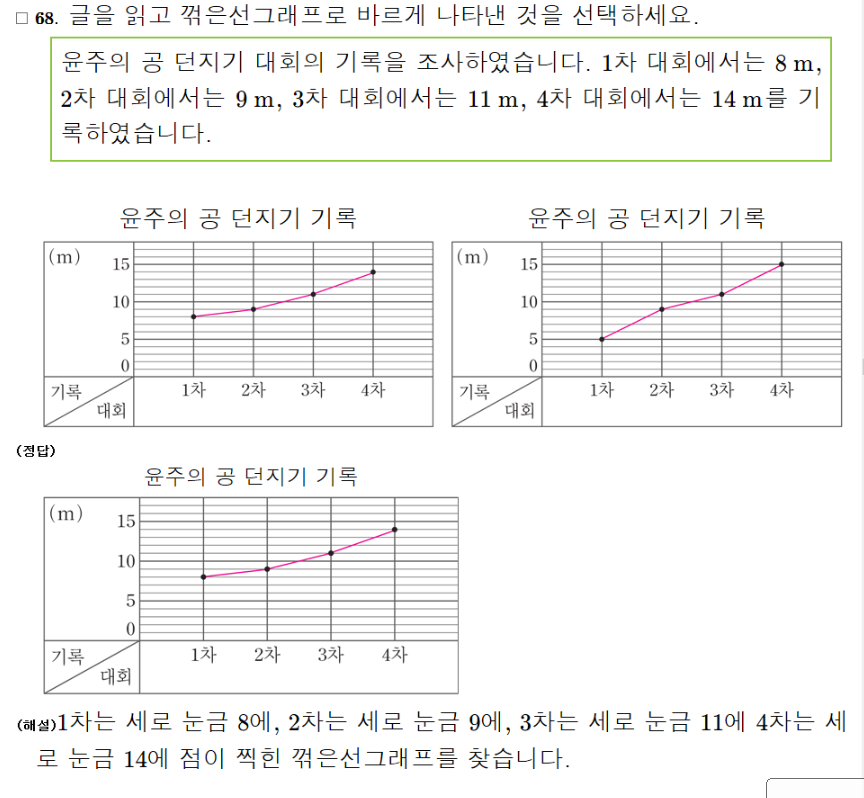 □ 68. 글을 읽고 꺾은선그래프로 바르게 나타낸 것을 선택하세요.
윤주의 공 던지기 대회의 기록을 조사하였습니다. 1차 대회에서는 8 m,
2차 대회에서는 9 m, 3차 대회에서는 11 m, 4차 대회에서는 14 m를 기
록하였습니다.
윤주의 공 던지기 기록
(m)
15
10
5
0
기록
대회
1차 2차 3차 4차
윤주의 공 던지기 기록
(m)
15
10
5
0
기록
대회
1차 2차 3차 4차
(정답)
윤주의 공 던지기 기록
(m)
15
10
5
0
기록
대회
1차 2차 3차 4차
(해설)1차는 세로 눈금 8에, 2차는 세로 눈금 9에, 3차는 세로 눈금 11에 4차는 세
로 눈금 14에 점이 찍힌 꺾은선그래프를 찾습니다.